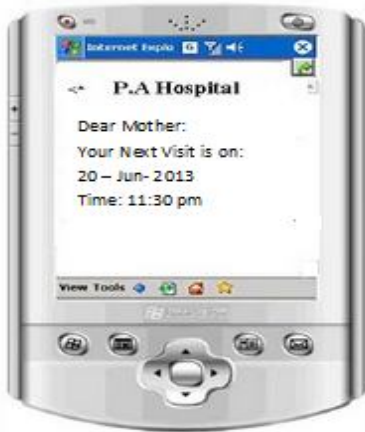 Internet Explo
P.A Hospital
Dear Mother:
Your Next Visit is on:
20 – Jun- 2013
Time: 11:30 pm
View Tools